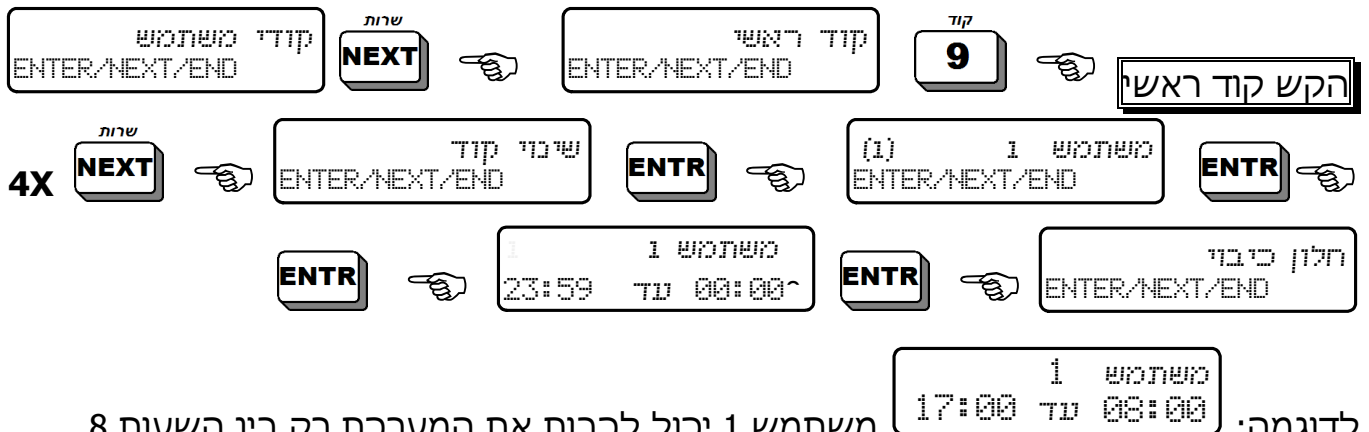 הקש קוד ראשי
קוד
9
קוד ראשי
ENTER/NEXT/END
שרות
NEXT
קודי משתמש
ENTER/NEXT/END
ENTR
משתמש 1 (1)
ENTER/NEXT/END
ENTR
שינוי קוד
ENTER/NEXT/END
שרות
NEXT
4X
חלון כיבוי
ENTER/NEXT/END
ENTR
משתמש 1 1
00:00 עד 23:59
ENTR
לדוגמה:
משתמש 1
08:00 עד 17:00
משתמש 1 יכול לכבות את המערכת רק בין השעות 8